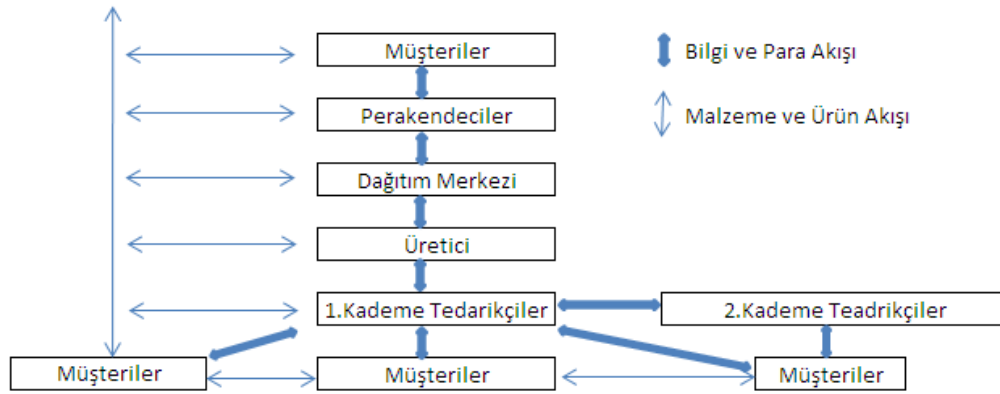 Müşteriler
Bilgi ve Para Akışı
Perakendeciler
Malzeme ve Ürün Akışı
Dağıtım Merkezi
Üretici
1.Kademe Tedarikçiler
2.Kademe Teadrikçiler
Müşteriler
Müşteriler
Müşteriler